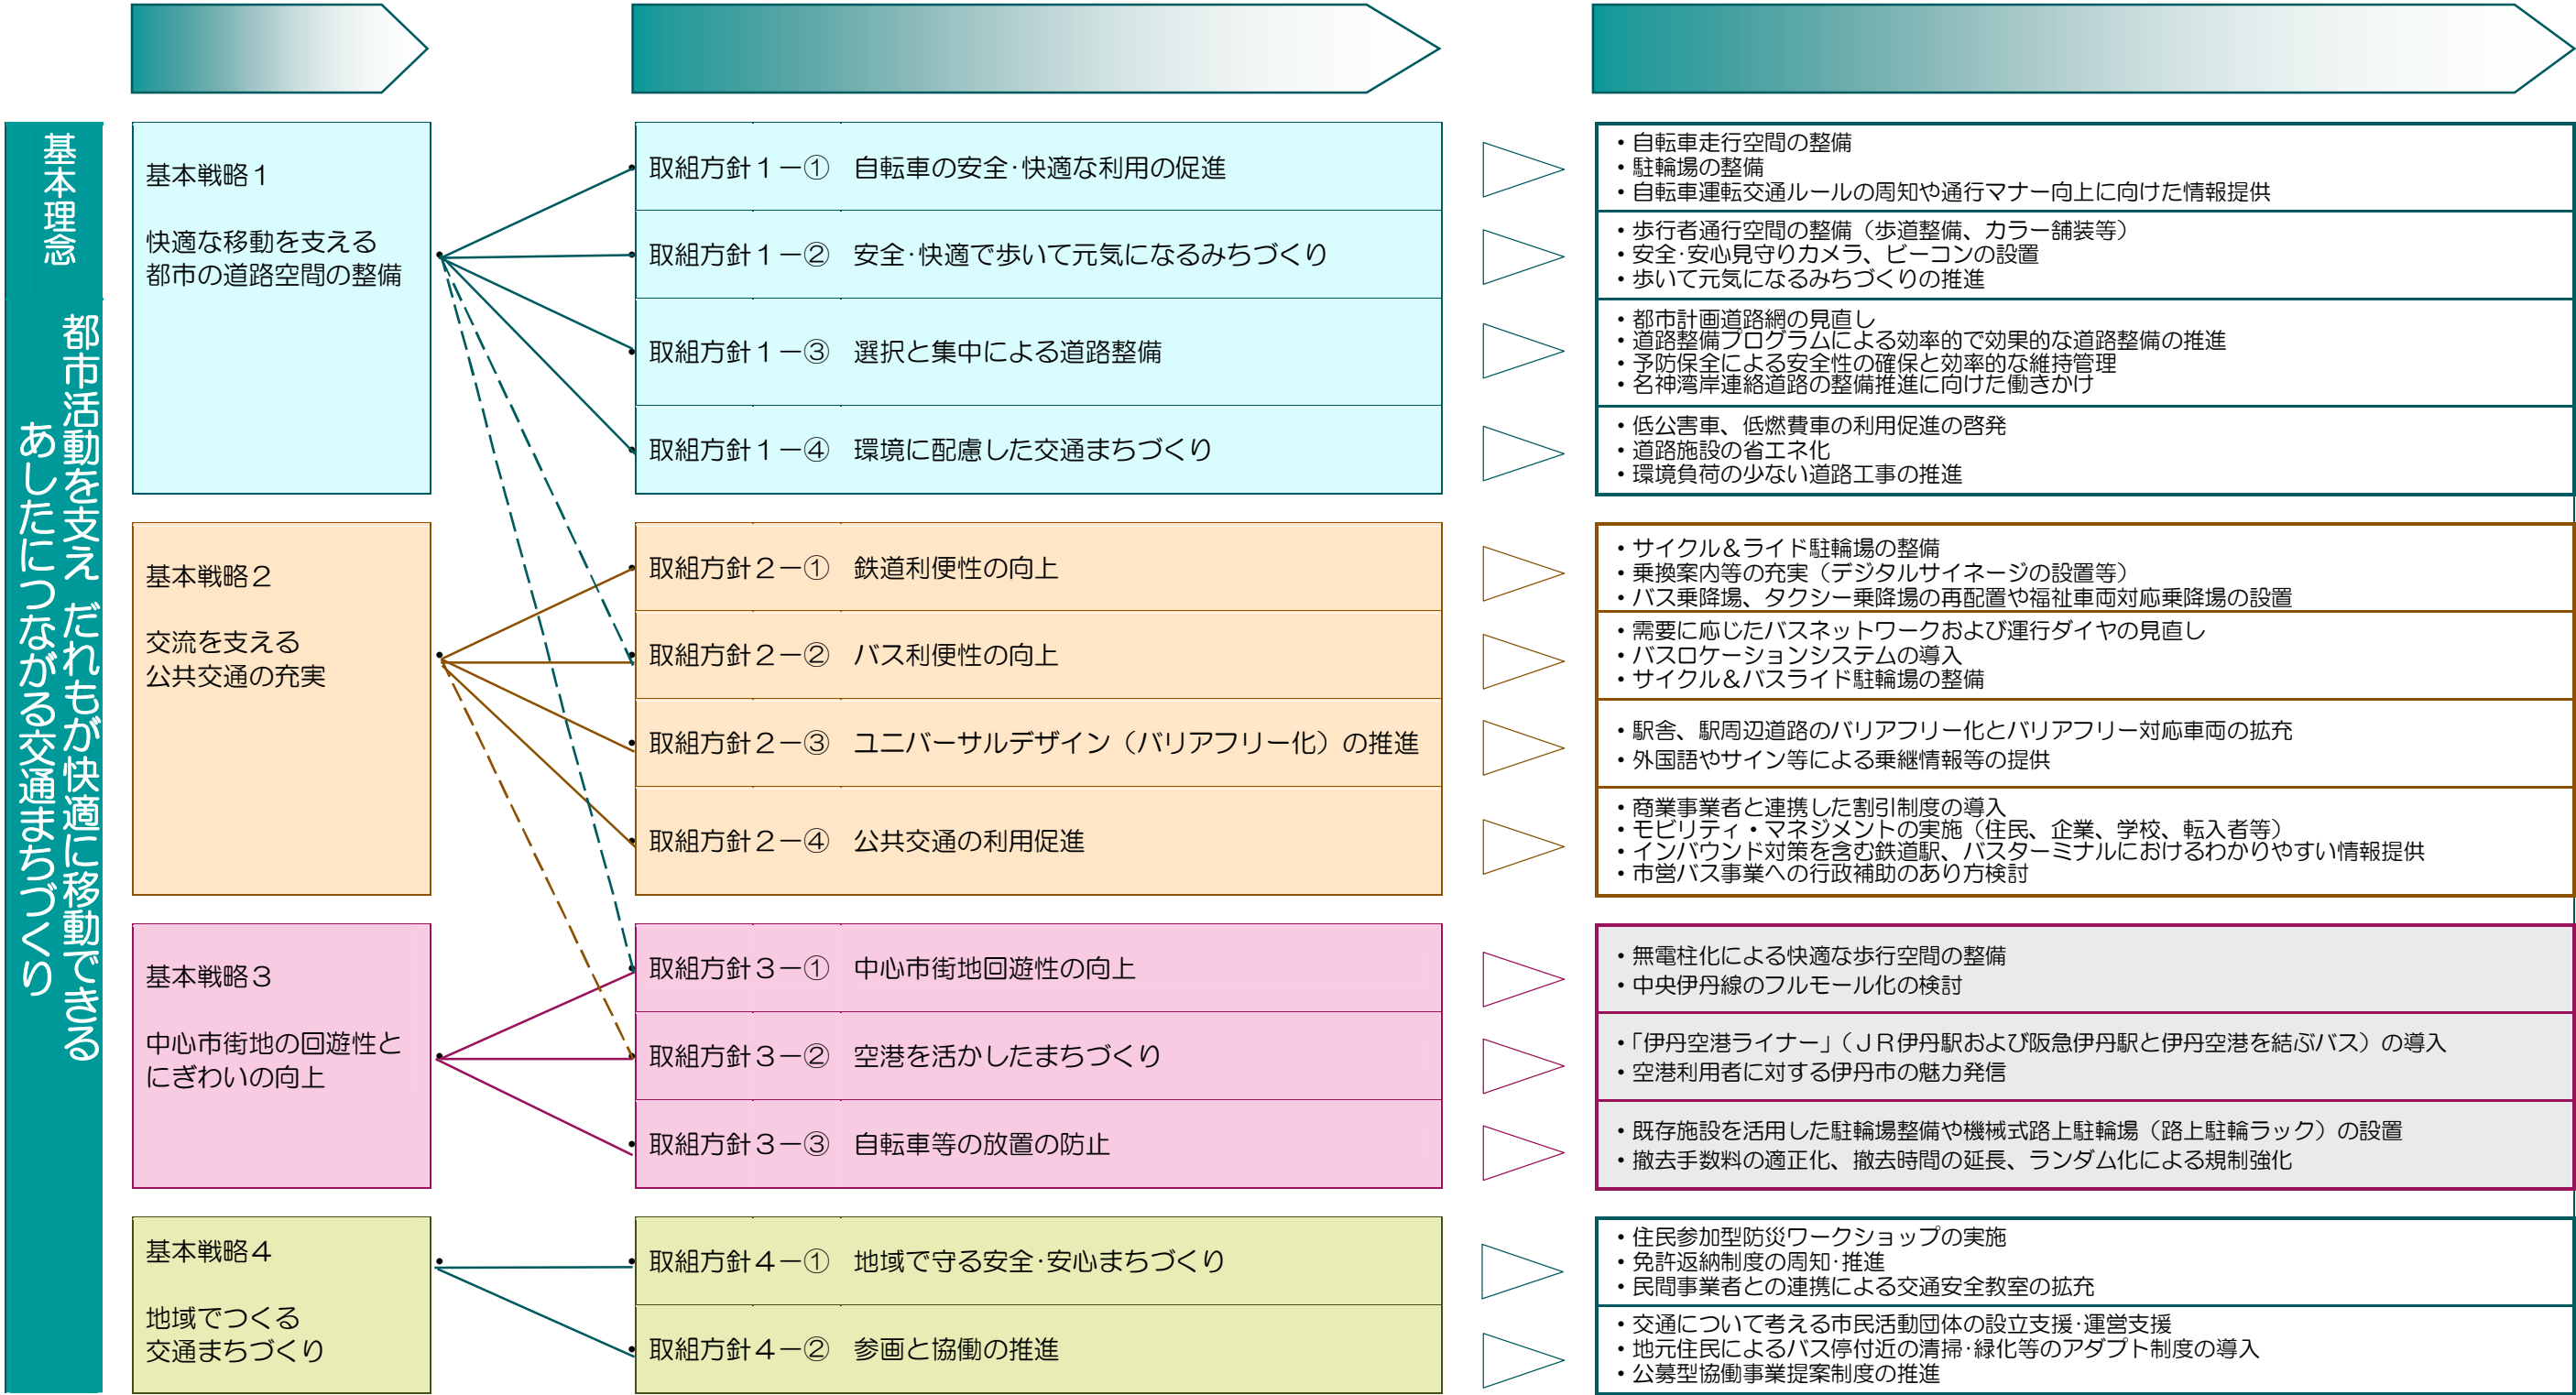 基本理念
都市活動を支え だれもが快適に移動できる
あしたにつながる交通まちづくり
基本戦略１
快適な移動を支える
都市の道路空間の整備
取組方針１－① 自転車の安全･快適な利用の促進
・自転車走行空間の整備
・駐輪場の整備
・自転車運転交通ルールの周知や通行マナー向上に向けた情報提供
取組方針１－② 安全･快適で歩いて元気になるみちづくり
・歩行者通行空間の整備（歩道整備、カラー舗装等）
・安全･安心見守りカメラ、ビーコンの設置
・歩いて元気になるみちづくりの推進
取組方針１－③ 選択と集中による道路整備
・都市計画道路網の見直し
・道路整備プログラムによる効率的で効果的な道路整備の推進
・予防保全による安全性の確保と効率的な維持管理
・名神湾岸連絡道路の整備推進に向けた働きかけ
取組方針１－④ 環境に配慮した交通まちづくり
・低公害車、低燃費車の利用促進の啓発
・道路施設の省エネ化
・環境負荷の少ない道路工事の推進
基本戦略２
交流を支える
公共交通の充実
取組方針２－① 鉄道利便性の向上
・サイクル＆ライド駐輪場の整備
・乗換案内等の充実（デジタルサイネージの設置等）
・バス乗降場、タクシー乗降場の再配置や福祉車両対応乗降場の設置
取組方針２－② バス利便性の向上
・需要に応じたバスネットワークおよび運行ダイヤの見直し
・バスロケーションシステムの導入
・サイクル＆バスライド駐輪場の整備
取組方針２－③ ユニバーサルデザイン（バリアフリー化）の推進
・駅舎、駅周辺道路のバリアフリー化とバリアフリー対応車両の拡充
・外国語やサイン等による乗継情報等の提供
取組方針２－④ 公共交通の利用促進
・商業事業者と連携した割引制度の導入
・モビリティ・マネジメントの実施（住民、企業、学校、転入者等）
・インバウンド対策を含む鉄道駅、バスターミナルにおけるわかりやすい情報提供
・市営バス事業への行政補助のあり方検討
基本戦略３
中心市街地の回遊性と
にぎわいの向上
取組方針３－① 中心市街地回遊性の向上
・無電柱化による快適な歩行空間の整備
・中央伊丹線のフルモール化の検討
取組方針３－② 空港を活かしたまちづくり
・「伊丹空港ライナー」（ＪＲ伊丹駅および阪急伊丹駅と伊丹空港を結ぶバス）の導入
・空港利用者に対する伊丹市の魅力発信
取組方針３－③ 自転車等の放置の防止
・既存施設を活用した駐輪場整備や機械式路上駐輪場（路上駐輪ラック）の設置
・撤去手数料の適正化、撤去時間の延長、ランダム化による規制強化
基本戦略４
地域でつくる
交通まちづくり
取組方針４－① 地域で守る安全･安心まちづくり
・住民参加型防災ワークショップの実施
・免許返納制度の周知･推進
・民間事業者との連携による交通安全教室の拡充
取組方針４－② 参画と協働の推進
・交通について考える市民活動団体の設立支援･運営支援
・地元住民によるバス停付近の清掃･緑化等のアダプト制度の導入
・公募型協働事業提案制度の推進